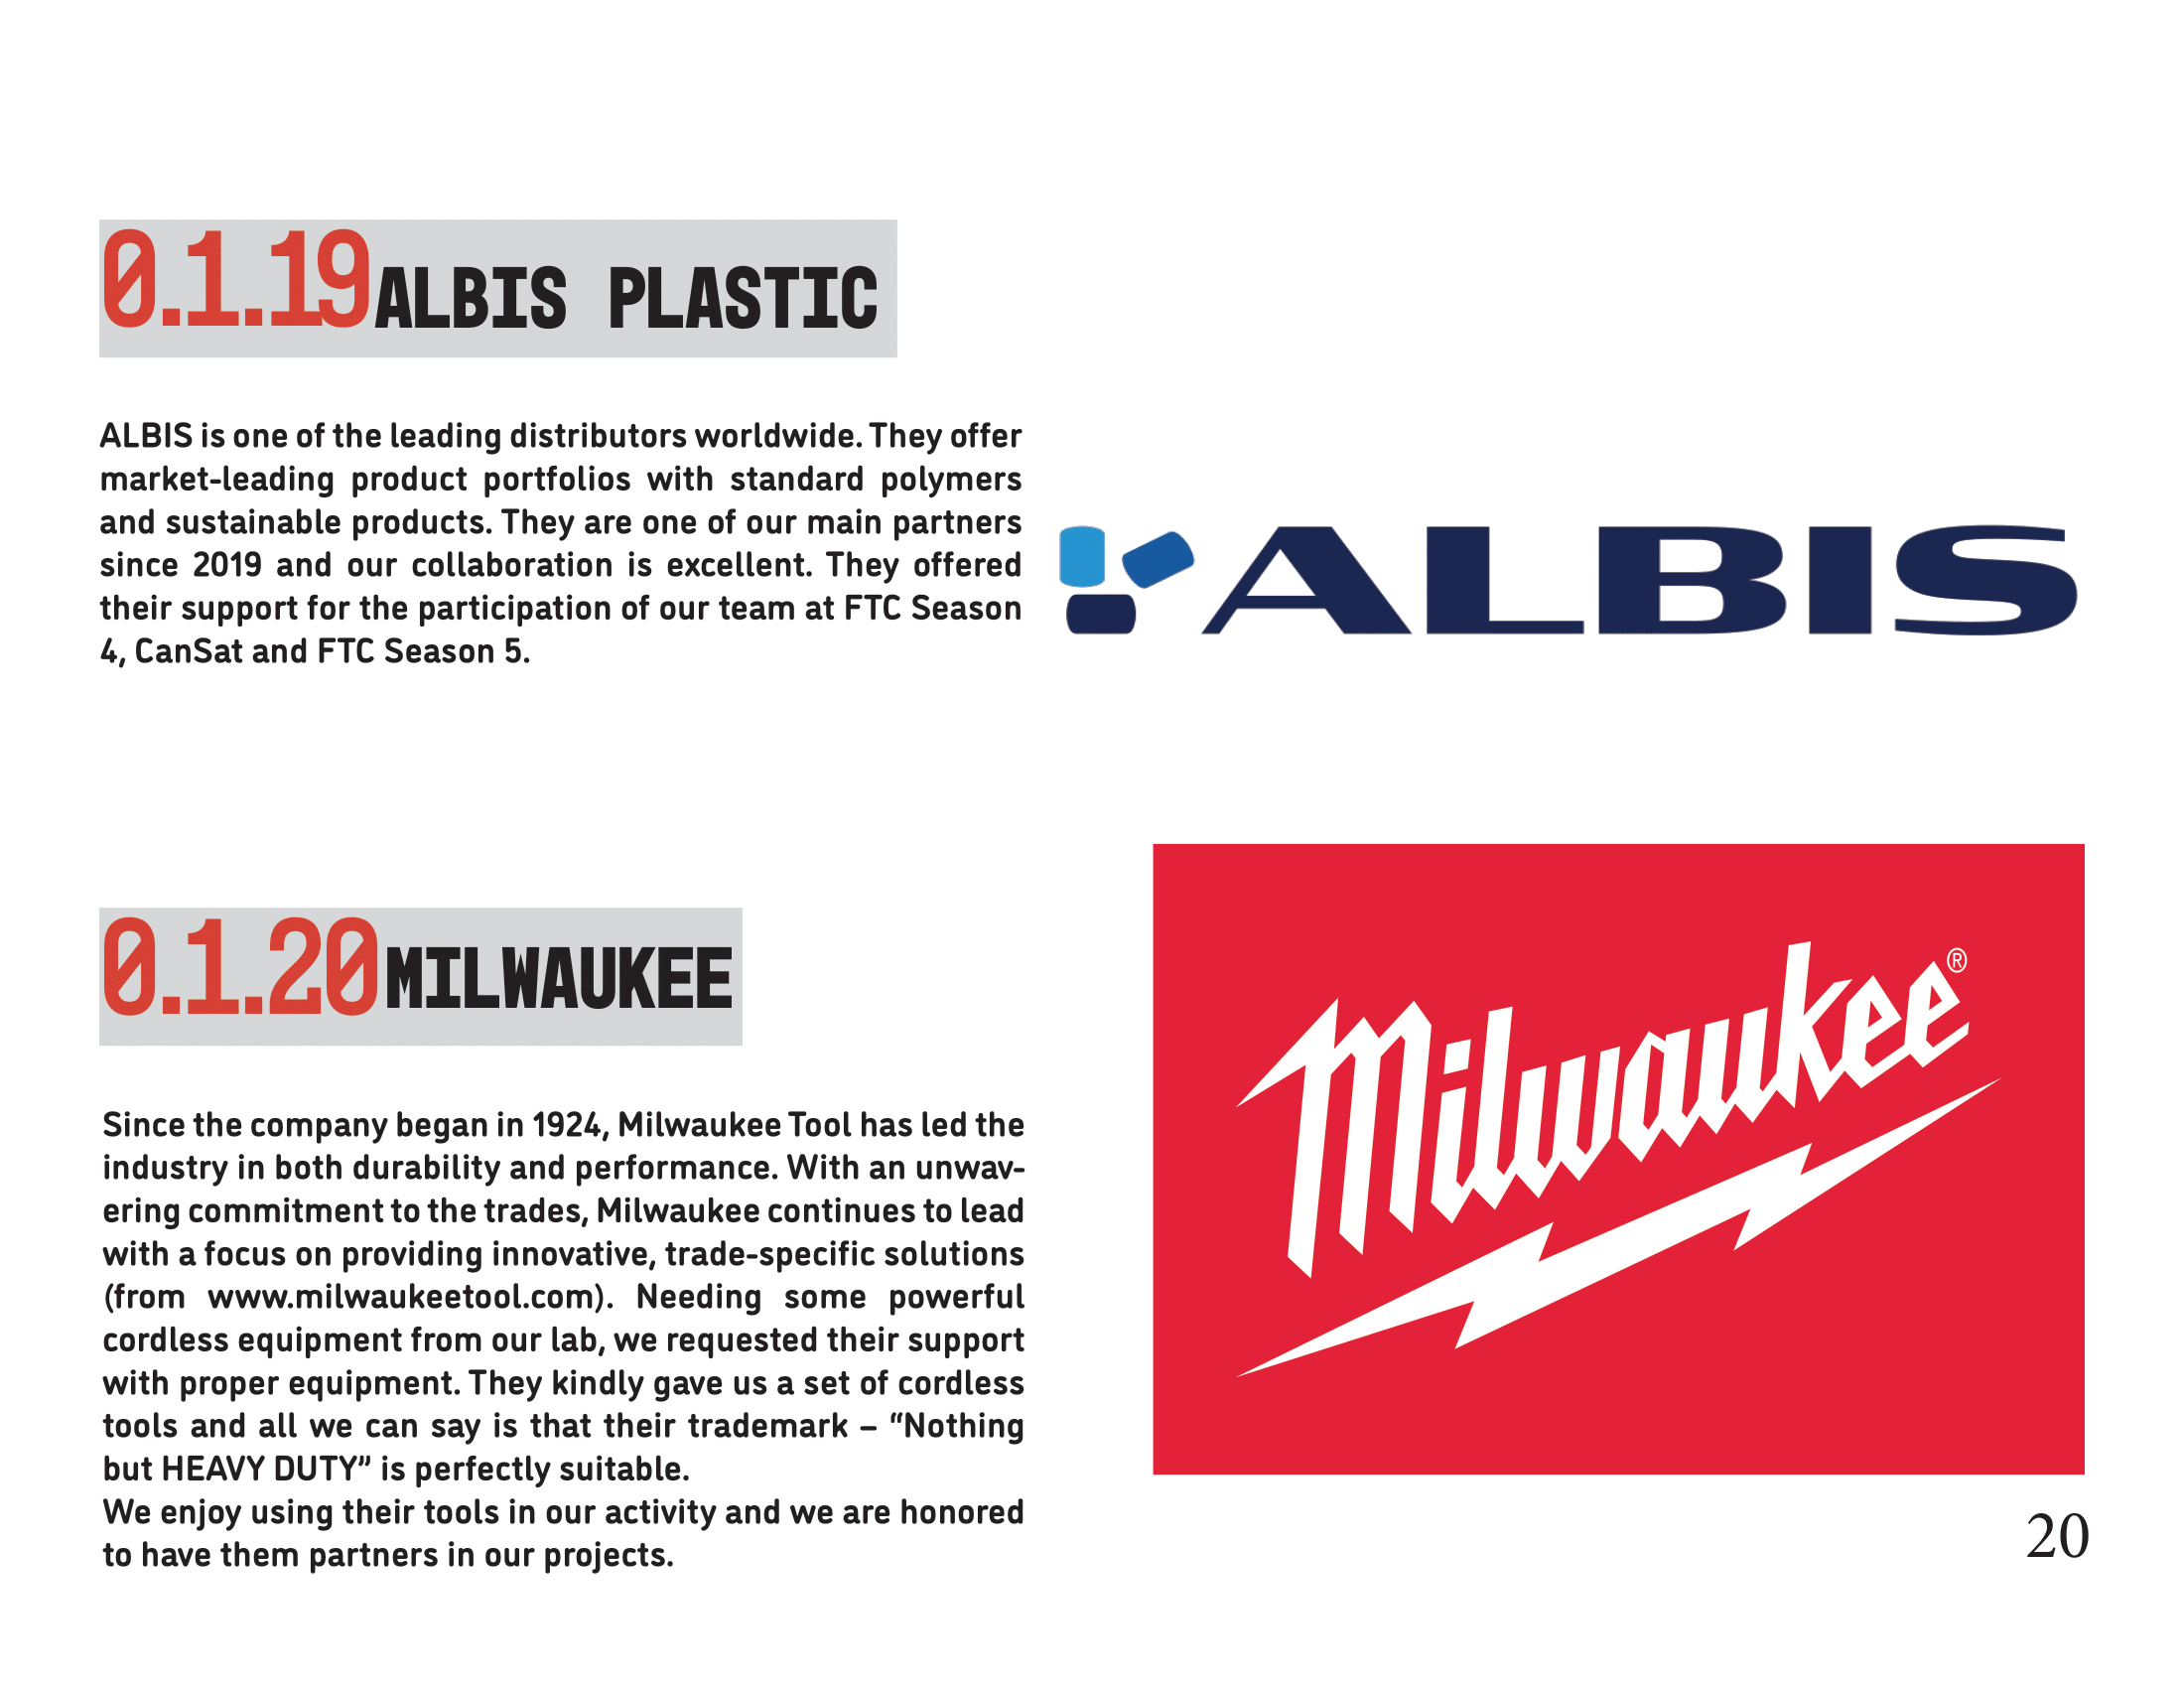 0.1.19 ALBIS PLASTIC
ALBIS is one of the leading distributors worldwide. They offer
market-leading product portfolios with standard polymers
and sustainable products. They are one of our main partners
since 2019 and our collaboration is excellent. They offered
their support for the participation of our team at FTC Season
4, CanSat and FTC Season 5.
ALBIS
0.1.20 MILWAUKEE
Since the company began in 1924, Milwaukee Tool has led the
industry in both durability and performance. With an unwav-
ering commitment to the trades, Milwaukee continues to lead
with a focus on providing innovative, trade-specific solutions
(from www.milwaukeetool.com). Needing some powerful
cordless equipment from our lab, we requested their support
with proper equipment. They kindly gave us a set of cordless
tools and all we can say is that their trademark – “Nothing
but HEAVY DUTY” is perfectly suitable.
We enjoy using their tools in our activity and we are honored
to have them partners in our projects.
Milwaukee®
20